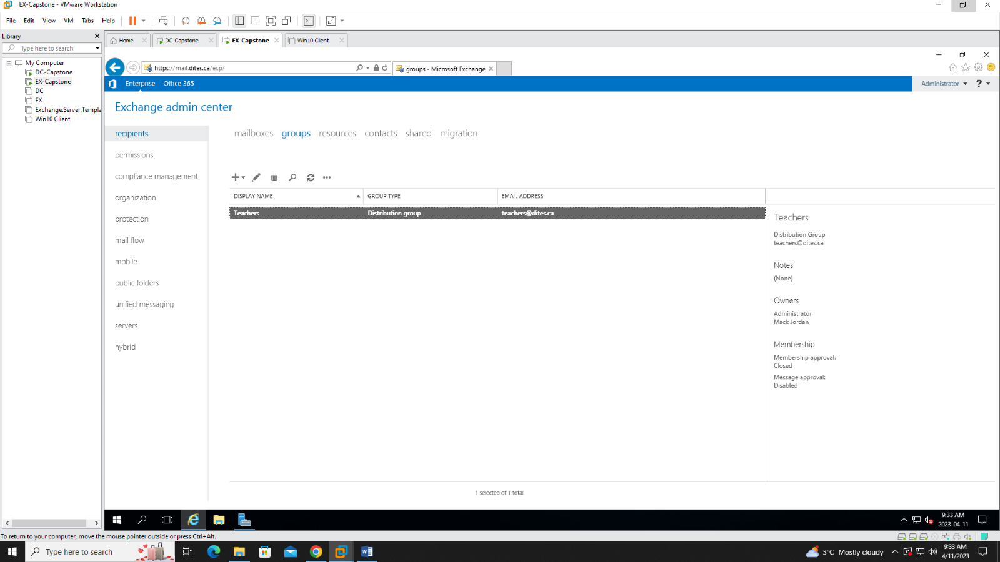 EX-Capstone - VMware Workstation
File Edit View VM Tabs Help
Library
Type here to search
My Computer
DC-Capstone
EX-Capstone
DC
EX
Exchange.Server.Templa
Win10 Client
Home
DC-Capstone
EX-Capstone
Win10 Client
https://mail.dites.ca/ecp/
groups - Microsoft Exchange
Enterprise Office 365
Administrator ?
Exchange admin center
recipients
permissions
compliance management
organization
protection
mail flow
mobile
public folders
unified messaging
servers
hybrid
mailboxes groups resources contacts shared migration
DISPLAY NAME GROUP TYPE EMAIL ADDRESS
Teachers Distribution group teachers@dites.ca
1 selected of 1 total
Teachers
Distribution Group
teachers@dites.ca
Notes
(None)
Owners
Administrator
Mack Jordan
Membership
Membership approval:
Closed
Message approval:
Disabled
9:33 AM
2023-04-11
To return to your computer, move the mouse pointer outside or press Ctrl+Alt.
Type here to search
3°C Mostly cloudy
9:33 AM
4/11/2023